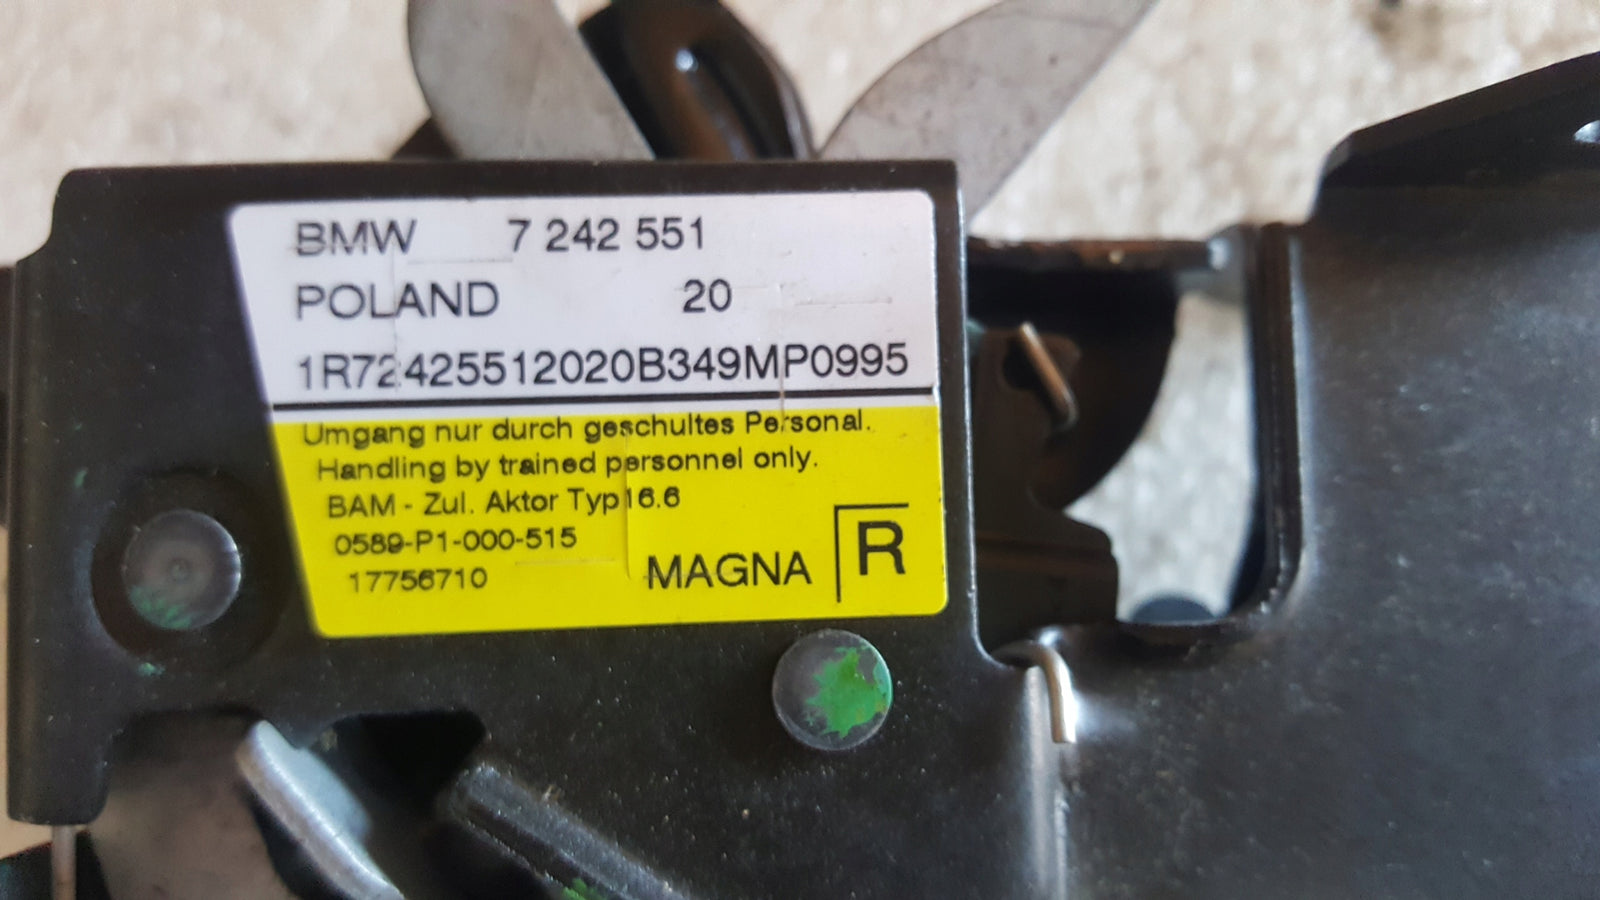 BMW 7 242 551
POLAND 20
1R72425512020B349MP0995
Umgang nur durch geschultes Personal.
Handling by trained personnel only.
BAM - Zul. Aktor Typ16.6
0589-P1-000-515
17756710
MAGNA R